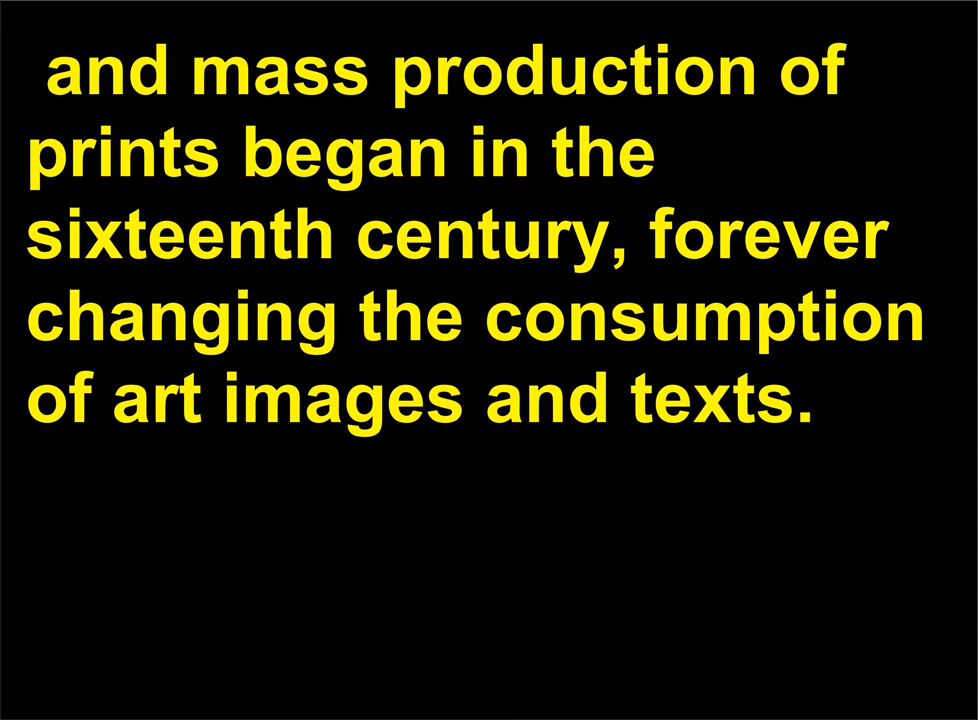 and mass production of
prints began in the
sixteenth century, forever
changing the consumption
of art images and texts.